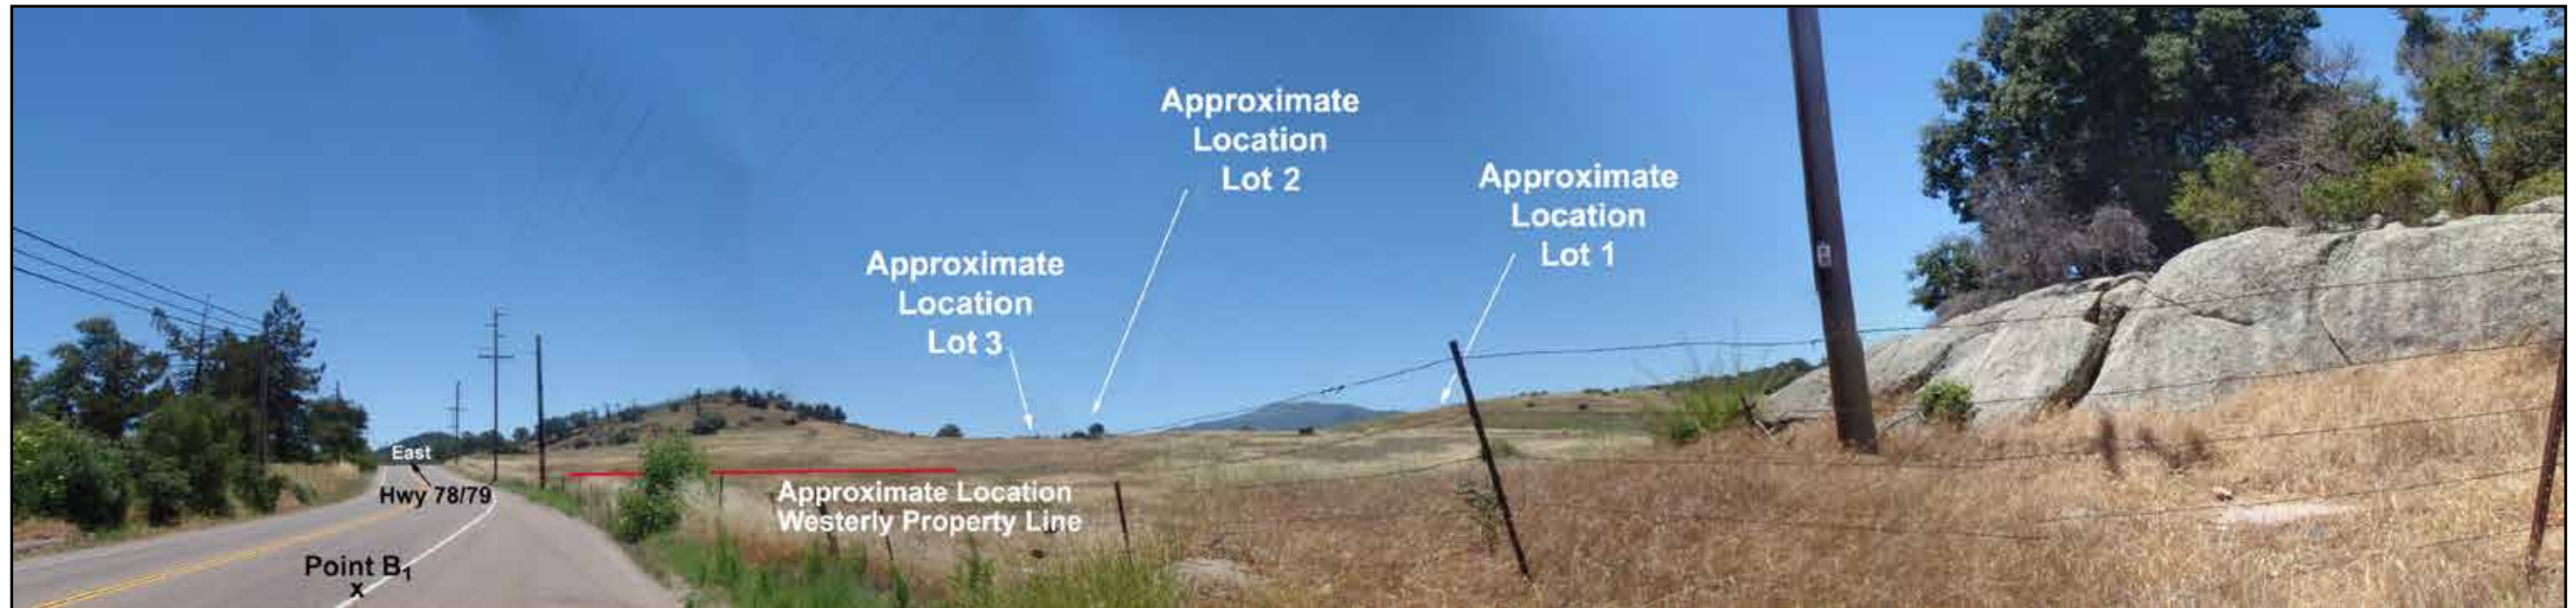 Approximate
Location
Lot 2
Approximate
Location
Lot 1
Approximate
Location
Lot 3
East
Hwy 78/79
Approximate Location
Westerly Property Line
Point B₁
x